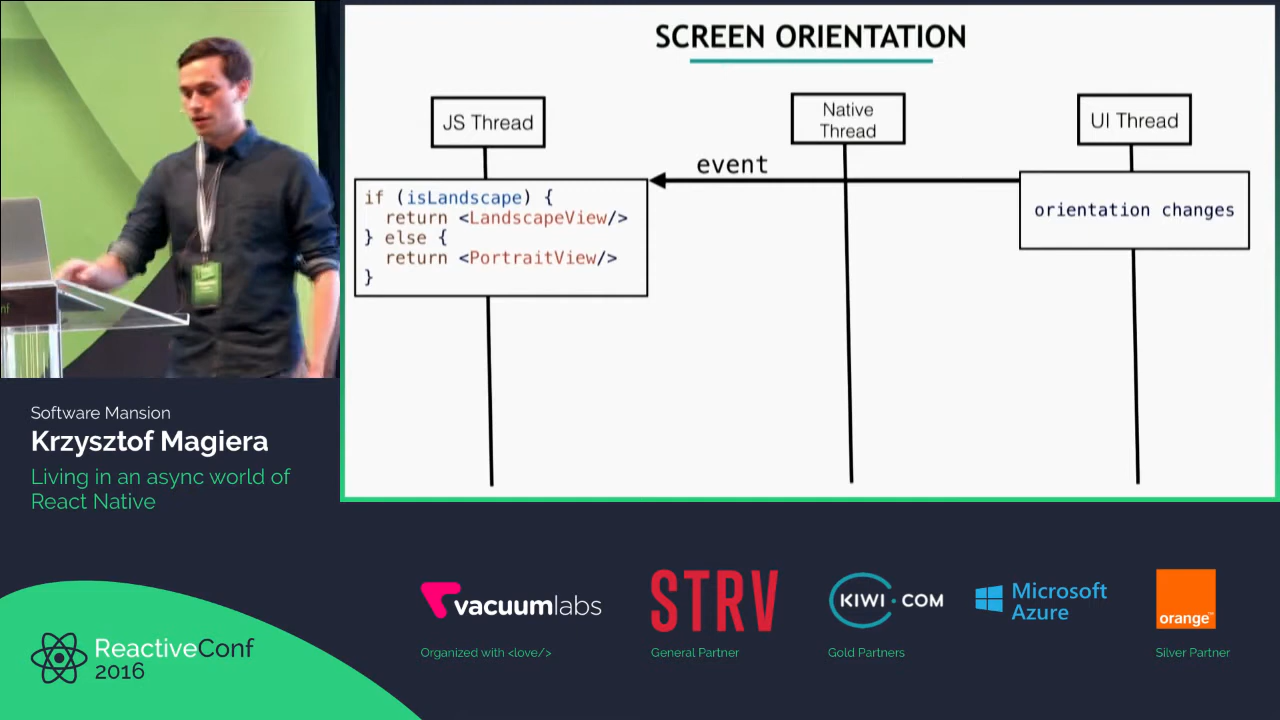 SCREEN ORIENTATION
JS Thread
Native
Thread
UI Thread
event
if (isLandscape) {
return <LandscapeView/>
} else {
return <PortraitView/>
}
orientation changes
nf
Software Mansion
Krzysztof Magiera
Living in an async world of
React Native
ReactiveConf
2016
vacuumlabs
Organized with <love/>
STRV
General Partner
KIWI.COM
Gold Partners
Microsoft
Azure
orange™
Silver Partner